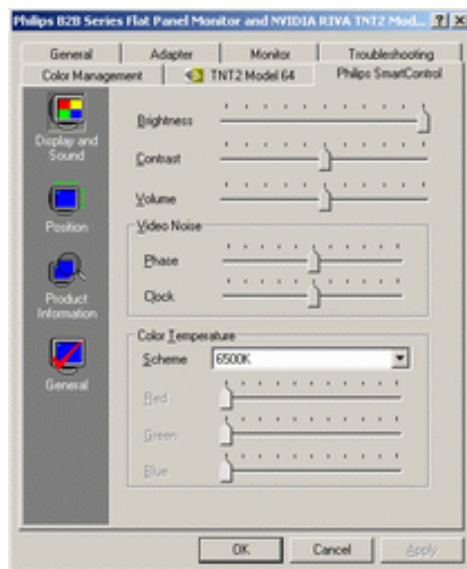 Philips B2B Series Flat Panel Monitor and NVIDIA RIVA TNT2 Mod...
General Adapter Monitor Troubleshooting
Color Management TNT2 Model 64 Philips SmartControl
Display and
Sound
Position
Product
Information
General
Brightness
Contrast
Volume
Video Noise
Phase
Clock
Color Temperature
Scheme 6500K
Red
Green
Blue
OK Cancel Apply